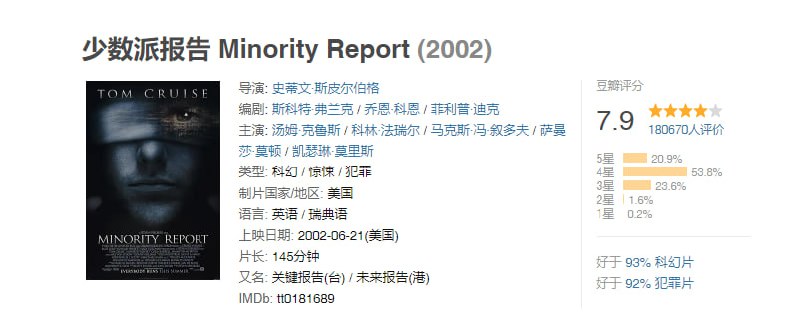 少数派报告 Minority Report (2002)
TOM CRUISE
MINORITY REPORT
EVERYBODY RUNS THIS SUMMER
导演: 史蒂文·斯皮尔伯格
编剧: 斯科特·弗兰克 / 乔恩·科恩 / 菲利普·迪克
主演: 汤姆·克鲁斯 / 科林·法瑞尔 / 马克斯·冯·叙多夫 / 萨曼
莎·莫顿 / 凯瑟琳·莫里斯
类型: 科幻 / 惊悚 / 犯罪
制片国家/地区: 美国
语言: 英语 / 瑞典语
上映日期: 2002-06-21(美国)
片长: 145分钟
又名: 关键报告(台) / 未来报告(港)
IMDb: tt0181689
豆瓣评分
7.9
180670人评价
5星 20.9%
4星 53.8%
3星 23.6%
2星 1.6%
1星 0.2%
好于 93% 科幻片
好于 92% 犯罪片